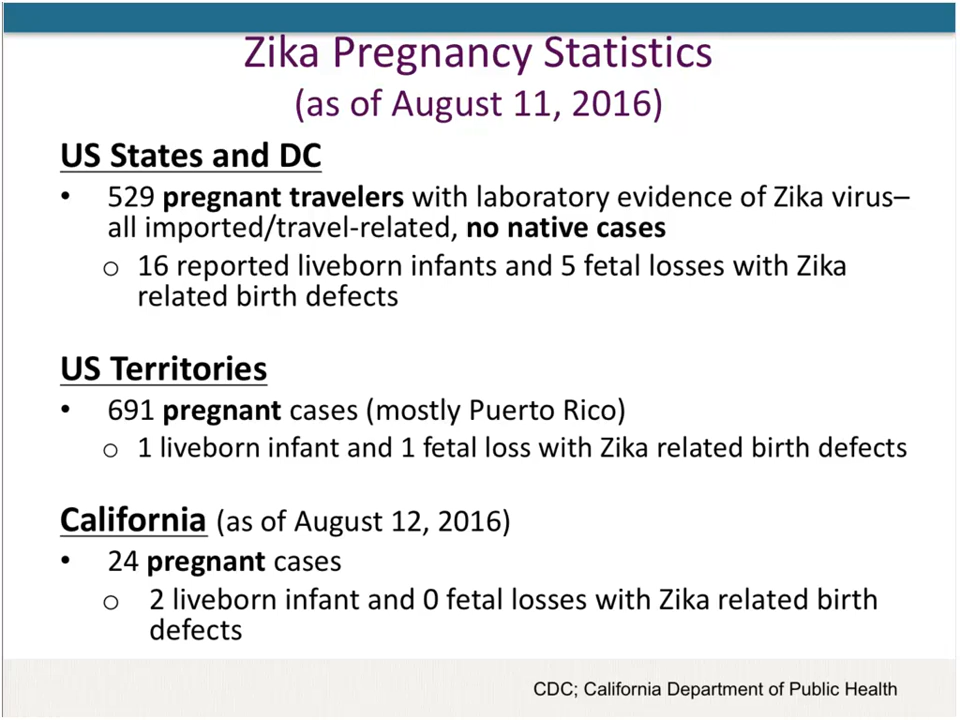 Zika Pregnancy Statistics
(as of August 11, 2016)
US States and DC
• 529 pregnant travelers with laboratory evidence of Zika virus–
all imported/travel-related, no native cases
o 16 reported liveborn infants and 5 fetal losses with Zika
related birth defects
US Territories
• 691 pregnant cases (mostly Puerto Rico)
o 1 liveborn infant and 1 fetal loss with Zika related birth defects
California (as of August 12, 2016)
• 24 pregnant cases
o 2 liveborn infant and 0 fetal losses with Zika related birth
defects
CDC; California Department of Public Health